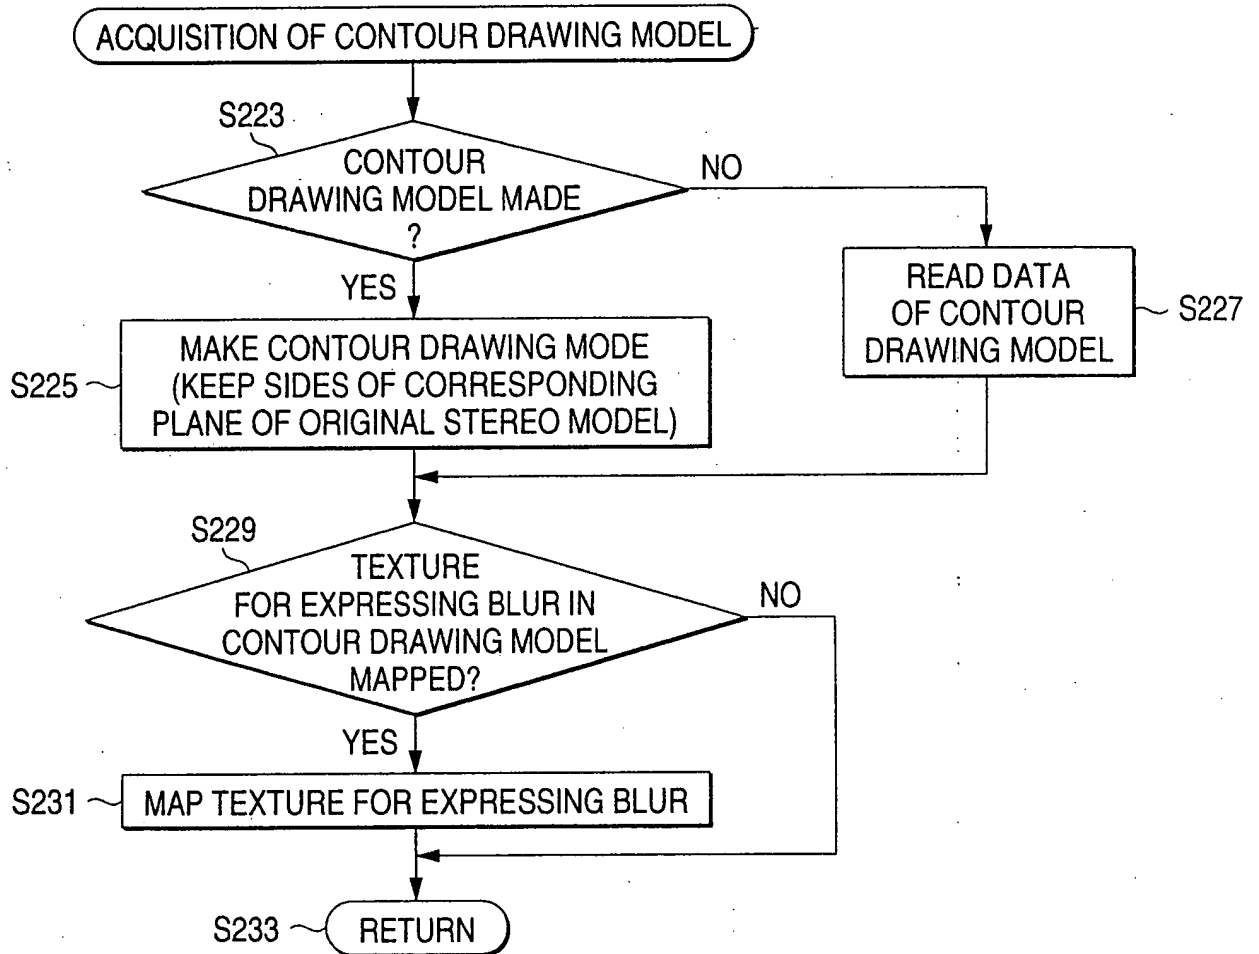 ACQUISITION OF CONTOUR DRAWING MODEL
S223
CONTOUR
DRAWING MODEL MADE
?
NO
YES
READ DATA
OF CONTOUR
DRAWING MODEL
S227
MAKE CONTOUR DRAWING MODE
(KEEP SIDES OF CORRESPONDING
PLANE OF ORIGINAL STEREO MODEL)
S225
S229
TEXTURE
FOR EXPRESSING BLUR IN
CONTOUR DRAWING MODEL
MAPPED?
NO
YES
S231
MAP TEXTURE FOR EXPRESSING BLUR
S233
RETURN